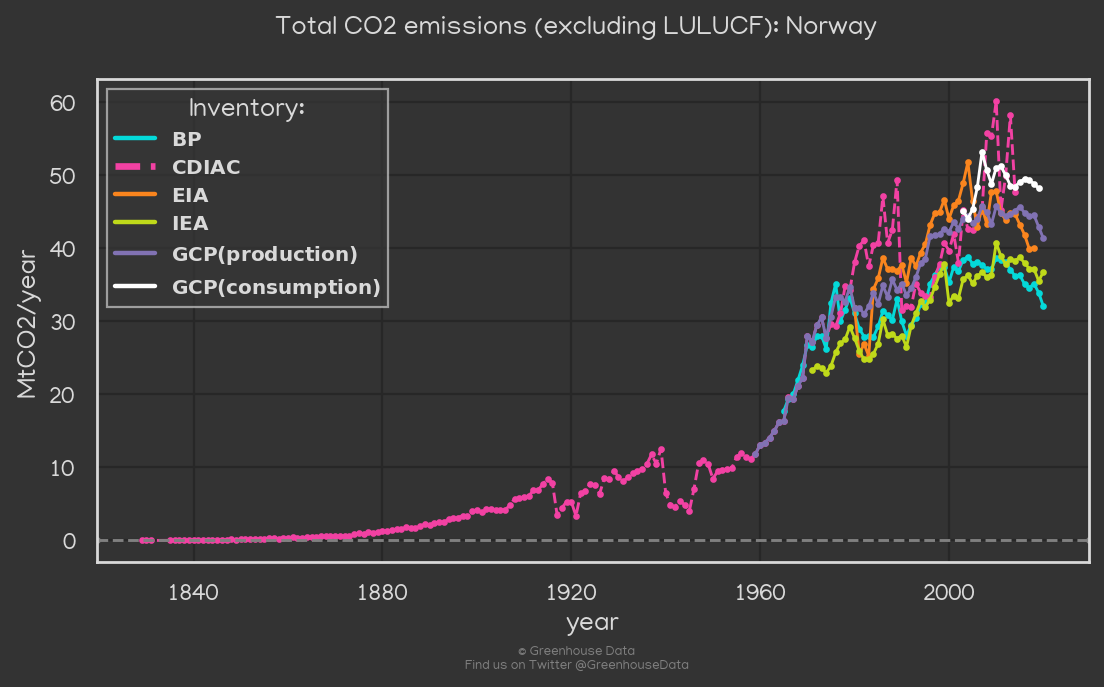 Total CO2 emissions (excluding LULUCF): Norway
Inventory:
BP
CDIAC
EIA
IEA
GCP(production)
GCP(consumption)
MtCO2/year
60
50
40
30
20
10
0
1840 1880 1920 1960 2000
year
© Greenhouse Data
Find us on Twitter @GreenhouseData